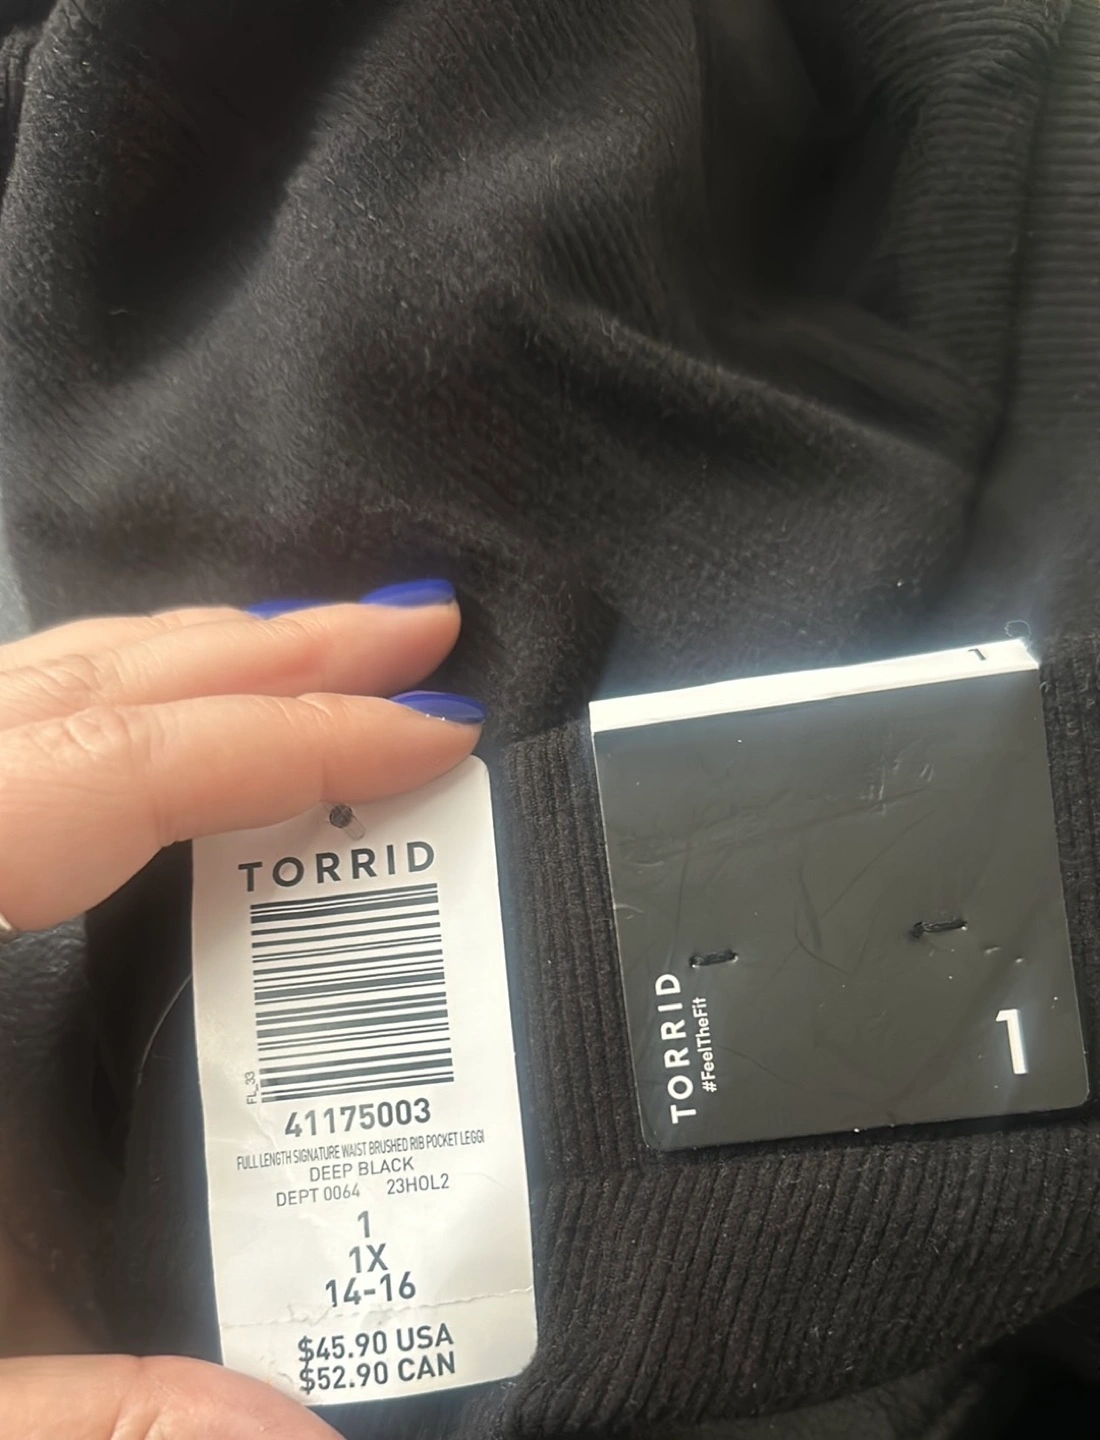 TORRID
FL_33
41175003
FULL LENGTH SIGNATURE WAIST BRUSHED RIB POCKET LEGGI
DEEP BLACK
DEPT 0064 23HOL2
1
1X
14-16
$45.90 USA
$52.90 CAN
1
TORRID
#FeelTheFit
1